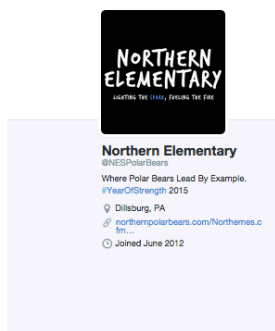 NORTHERN
ELEMENTARY
LIGHTING THE SPARK, FUELING THE FIRE
Northern Elementary
@NESPolarBears
Where Polar Bears Lead By Example.
#YearOfStrength 2015
Dillsburg, PA
northernpolarbears.com/Northernes.c
fm...
Joined June 2012